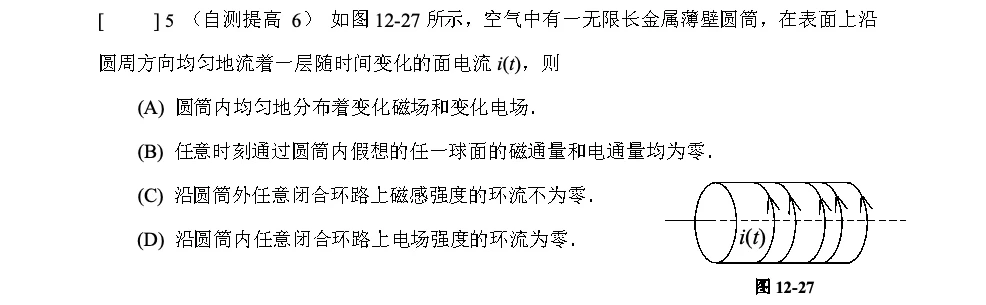 [ ] 5 （自测提高 6） 如图 12-27 所示，空气中有一无限长金属薄壁圆筒，在表面上沿
圆周方向均匀地流着一层随时间变化的面电流 i(t)，则
(A) 圆筒内均匀地分布着变化磁场和变化电场．
(B) 任意时刻通过圆筒内假想的任一球面的磁通量和电通量均为零．
(C) 沿圆筒外任意闭合环路上磁感强度的环流不为零．
(D) 沿圆筒内任意闭合环路上电场强度的环流为零．
i(t)
图 12-27